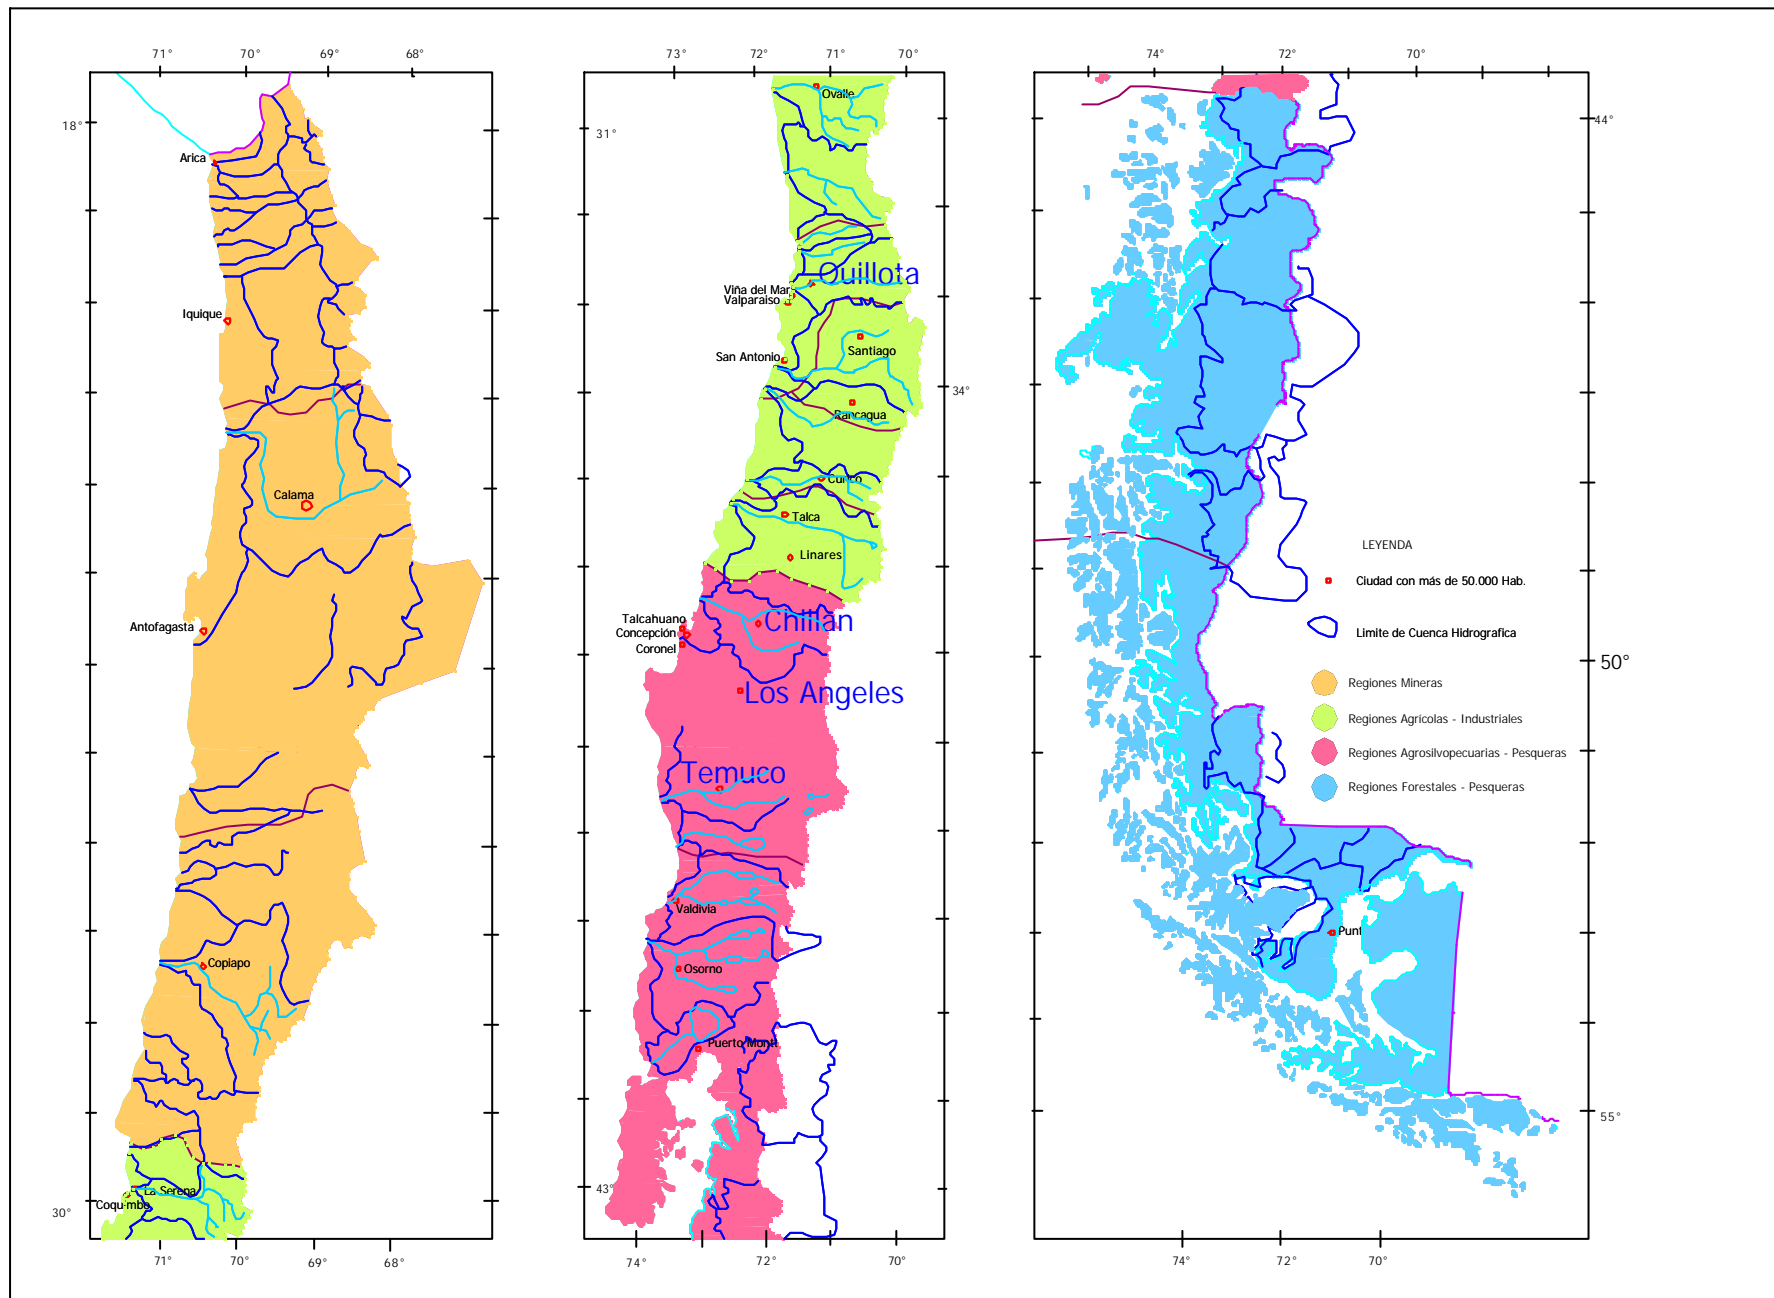 71° 70° 69° 68°
18°
Arica
Iquique
Calama
Antofagasta
Copiapo
La Serena
Coquimbo
30°
71° 70° 69° 68°
73° 72° 71° 70°
31°
Ovalle
Quillota
Viña del Mar
Valparaiso
Santiago
San Antonio
34°
Rancagua
Curico
Talca
Linares
Talcahuano
Chillan
Concepción
Coronel
Los Angeles
Temuco
Valdivia
Osorno
Puerto Montt
43°
74° 72° 70°
74° 72° 70°
44°
LEYENDA
Ciudad con más de 50.000 Hab.
Limite de Cuenca Hidrografica
50°
Regiones Mineras
Regiones Agrícolas - Industriales
Regiones Agrosilvopecuarias - Pesqueras
Regiones Forestales - Pesqueras
Punt
55°
74° 72° 70°